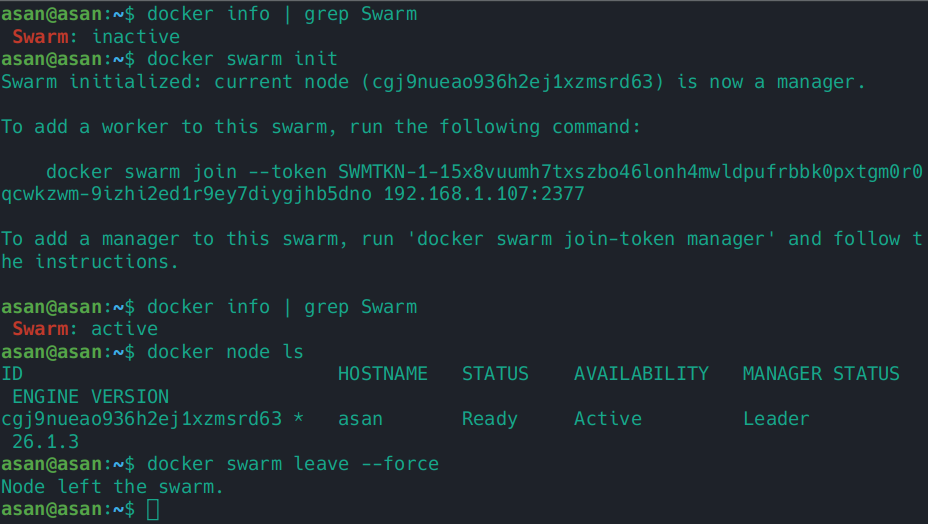 asan@asan:~$ docker info | grep Swarm
 Swarm: inactive
asan@asan:~$ docker swarm init
Swarm initialized: current node (cgj9nueao936h2ej1xzmsrd63) is now a manager.

To add a worker to this swarm, run the following command:

    docker swarm join --token SWMTKN-1-15x8vuumh7txszbo46lonh4mwldpufrbbk0pxtgm0r0
qcwkzwm-9izhi2ed1r9ey7diygjhb5dno 192.168.1.107:2377

To add a manager to this swarm, run 'docker swarm join-token manager' and follow t
he instructions.

asan@asan:~$ docker info | grep Swarm
 Swarm: active
asan@asan:~$ docker node ls
ID                            HOSTNAME   STATUS    AVAILABILITY   MANAGER STATUS
 ENGINE VERSION
cgj9nueao936h2ej1xzmsrd63 *   asan       Ready     Active         Leader
 26.1.3
asan@asan:~$ docker swarm leave --force
Node left the swarm.
asan@asan:~$